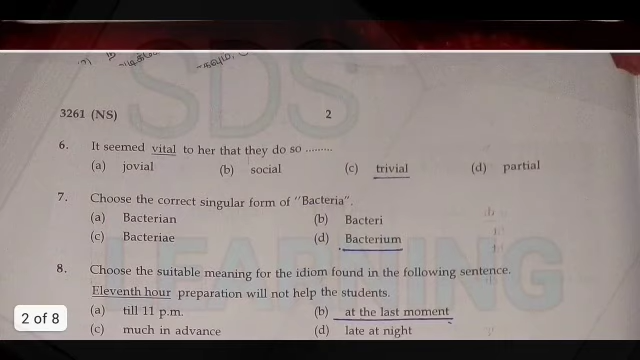 SDS
3261 (NS)
2
6. It seemed vital to her that they do so .........
(a) jovial (b) social (c) trivial (d) partial
7. Choose the correct singular form of "Bacteria".
(a) Bacterian (b) Bacteri
(c) Bacteriae (d) Bacterium
LEARNING
8. Choose the suitable meaning for the idiom found in the following sentence.
Eleventh hour preparation will not help the students.
2 of 8
(a) till 11 p.m. (b) at the last moment
(c) much in advance (d) late at night